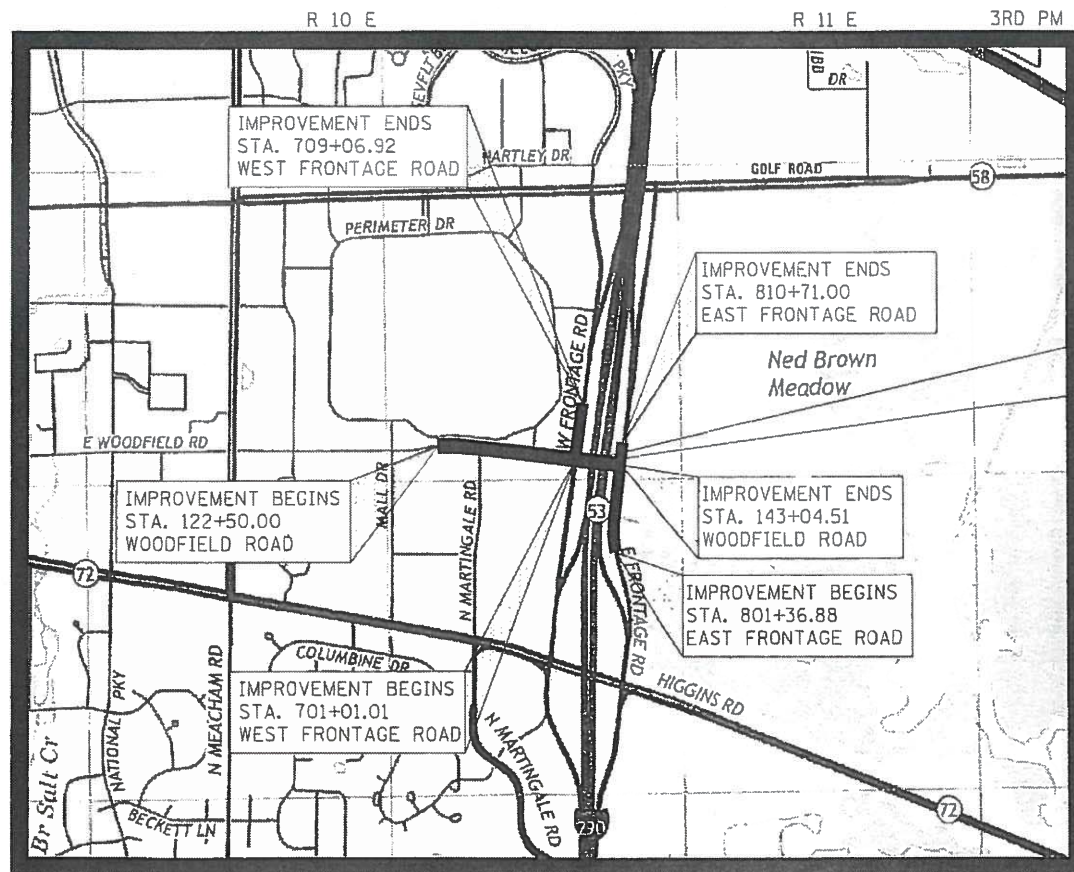 R 10 E
R 11 E
3RD PM
PKY
DR
IMPROVEMENT ENDS
STA. 709+06.92
WEST FRONTAGE ROAD
HARTLEY DR
GOLF ROAD
58
PERIMETER DR
IMPROVEMENT ENDS
STA. 810+71.00
EAST FRONTAGE ROAD
W FRONTAGE RD
Ned Brown
Meadow
E WOODFIELD RD
MALL DR
N MARTINGALE RD
IMPROVEMENT BEGINS
STA. 122+50.00
WOODFIELD ROAD
53
IMPROVEMENT ENDS
STA. 143+04.51
WOODFIELD ROAD
72
E FRONTAGE RD
IMPROVEMENT BEGINS
STA. 801+36.88
EAST FRONTAGE ROAD
COLUMBINE DR
HIGGINS RD
IMPROVEMENT BEGINS
STA. 701+01.01
WEST FRONTAGE ROAD
N MEACHAM RD
NATIONAL PKY
N MARTINGALE RD
Br Salt Cr
BECKETT LN
290
72